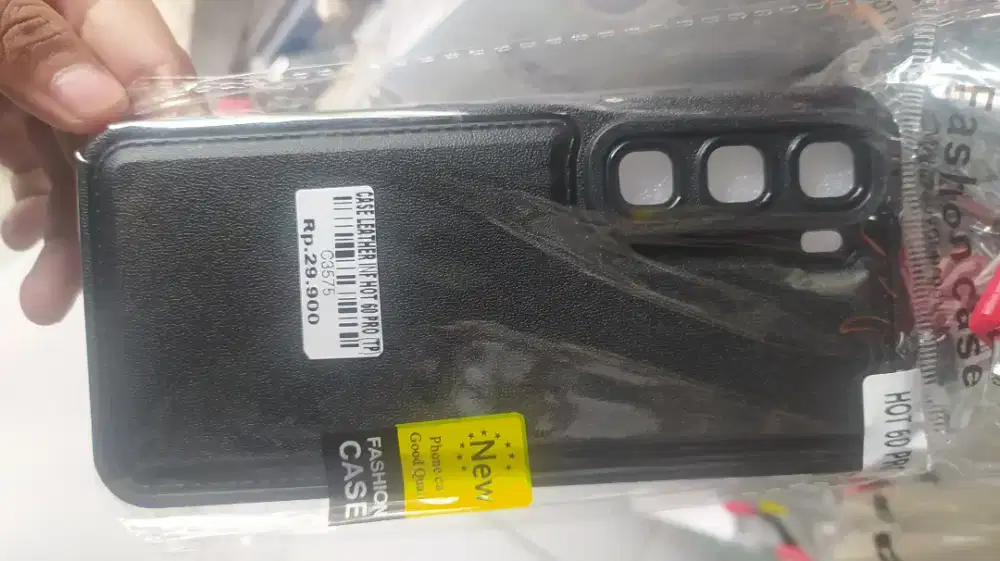 CASE LEATHER INF HOT 60 PRO (TP)
C3575
Rp.29.900
FASHION
CASE
New
Phone ca
Good Qua
HOT 60 PR
Fashion case